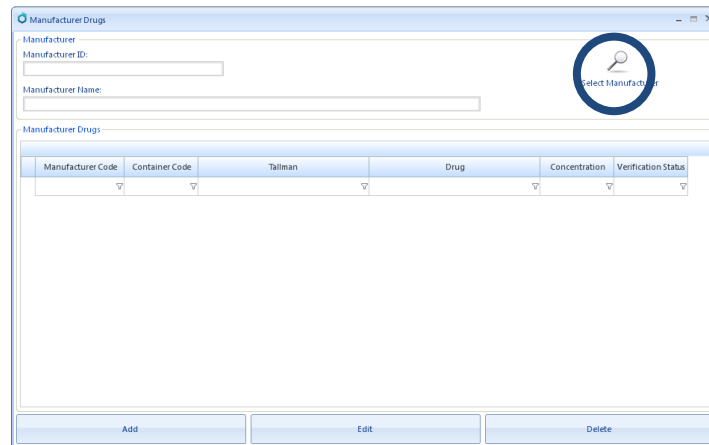 Manufacturer Drugs
Manufacturer
Manufacturer ID:
Select Manufacturer
Manufacturer Name:
Manufacturer Drugs
Manufacturer Code Container Code Tallman Drug Concentration Verification Status
Add Edit Delete